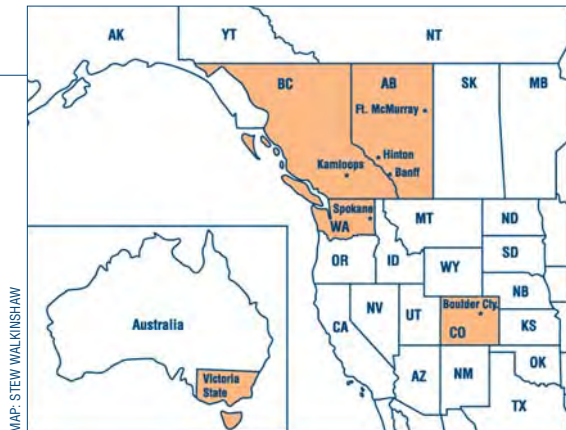 AK
YT
NT
BC
AB
SK
MB
Ft. McMurray
Hinton
Kamloops
Banff
Spokane
WA
MT
ND
OR
ID
SD
WY
NB
Boulder Cty.
NV
UT
CO
KS
CA
OK
AZ
NM
TX
Australia
Victoria
State
MAP: STEW WALKINSHAW